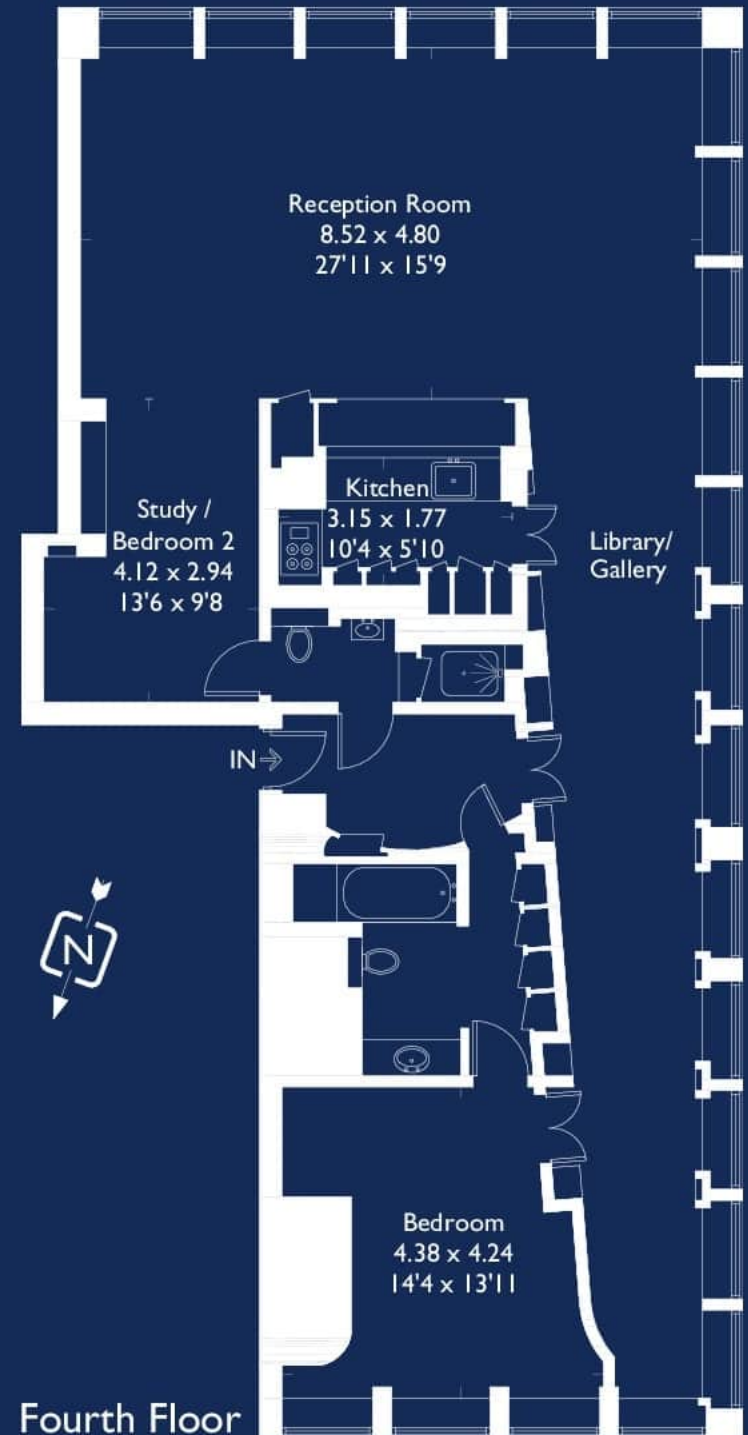 Reception Room
8.52 x 4.80
27'11 x 15'9
Kitchen
3.15 x 1.77
10'4 x 5'10
Study /
Bedroom 2
4.12 x 2.94
13'6 x 9'8
Library/
Gallery
IN
N
Bedroom
4.38 x 4.24
14'4 x 13'11
Fourth Floor